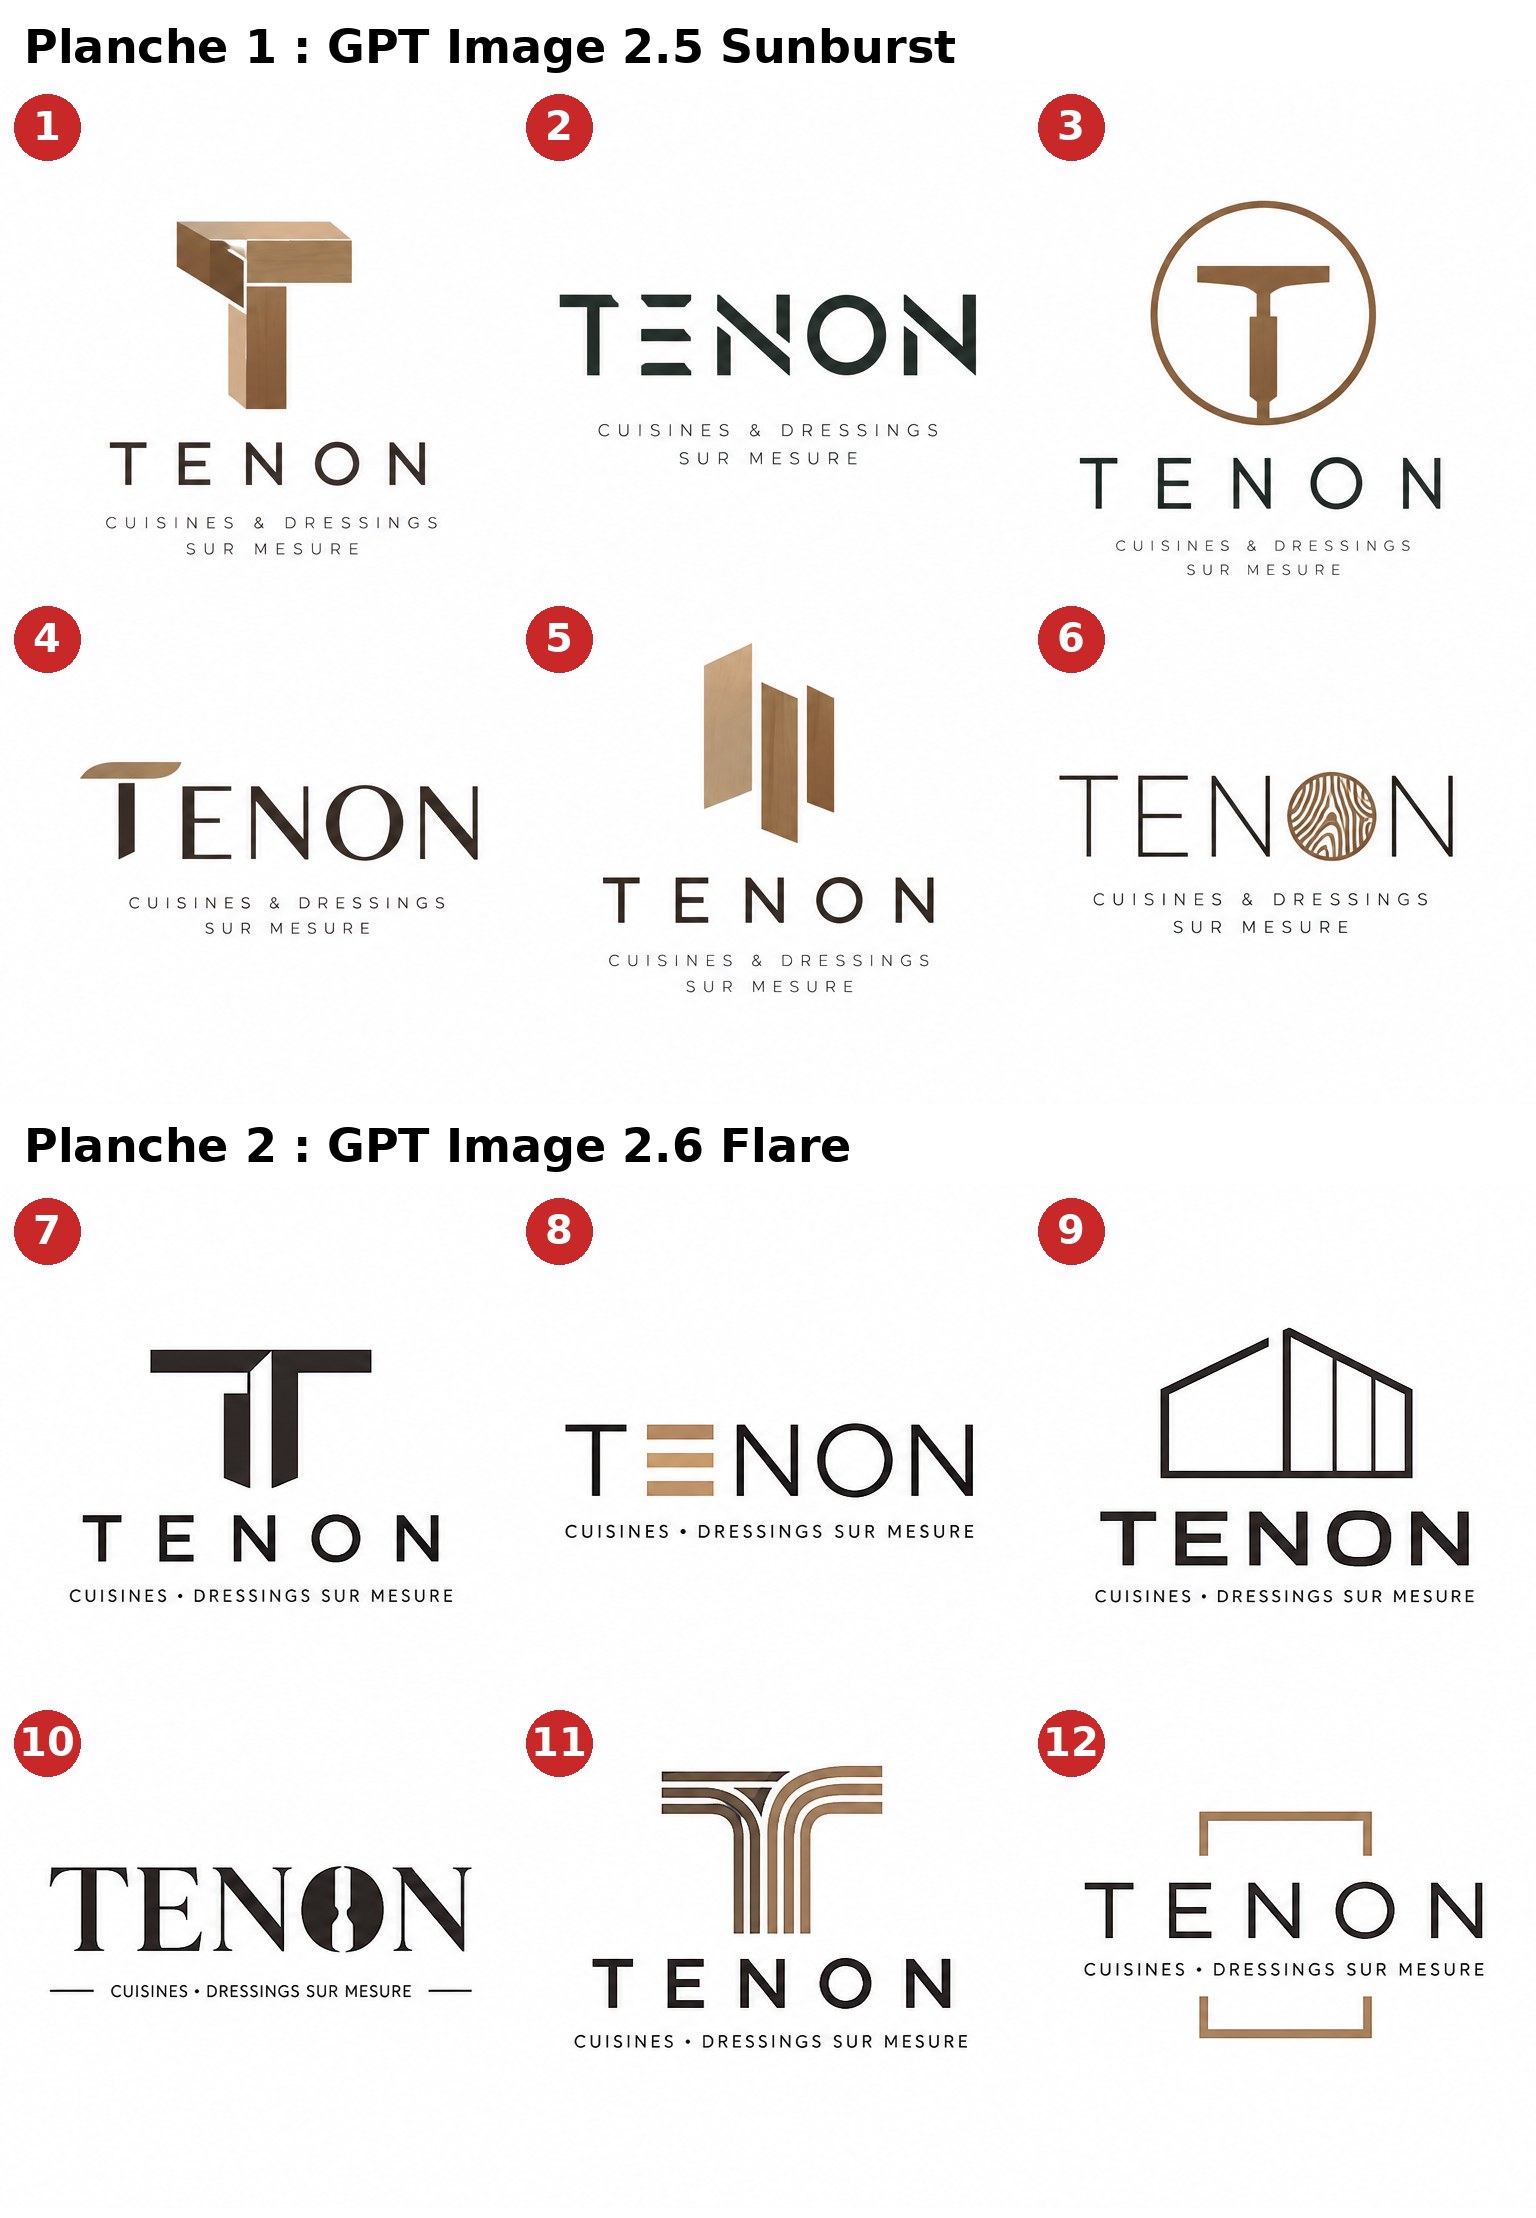 Planche 1 : GPT Image 2.5 Sunburst
1
TENON
CUISINES & DRESSINGS
SUR MESURE
2
TENON
CUISINES & DRESSINGS
SUR MESURE
3
T
TENON
CUISINES & DRESSINGS
SUR MESURE
4
TENON
CUISINES & DRESSINGS
SUR MESURE
5
TENON
CUISINES & DRESSINGS
SUR MESURE
6
TENON
CUISINES & DRESSINGS
SUR MESURE
Planche 2 : GPT Image 2.6 Flare
7
TENON
CUISINES • DRESSINGS SUR MESURE
8
TENON
CUISINES • DRESSINGS SUR MESURE
9
TENON
CUISINES • DRESSINGS SUR MESURE
10
TENON
CUISINES • DRESSINGS SUR MESURE
11
TENON
CUISINES • DRESSINGS SUR MESURE
12
TENON
CUISINES • DRESSINGS SUR MESURE